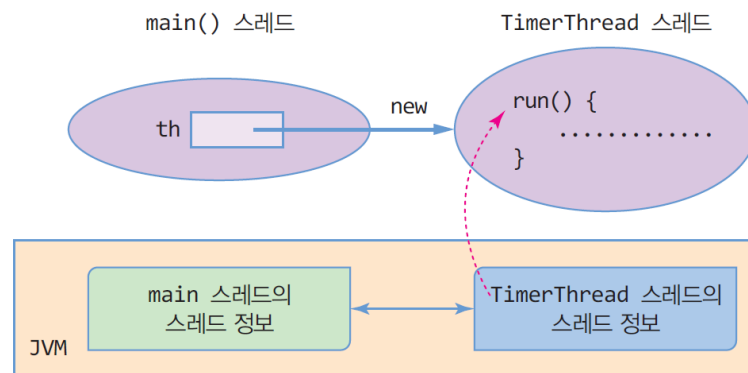 main() 스레드
TimerThread 스레드
th
new
run() {
.............
}
main 스레드의
스레드 정보
TimerThread 스레드의
스레드 정보
JVM